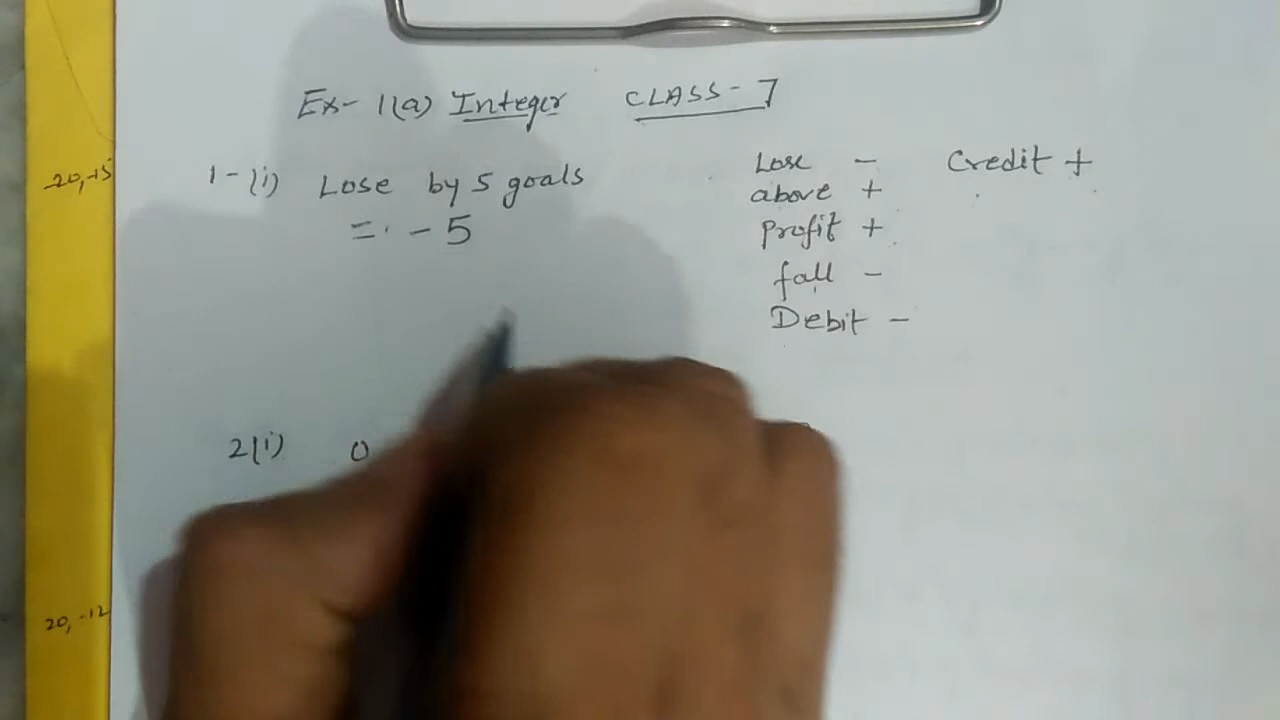 Ex- 1(a) Integer CLASS- 7
1-(i) Lose by 5 goals
= - 5
Lose - Credit +
above +
Profit +
fall -
Debit -
2(i) 0
20,-15
20,-12